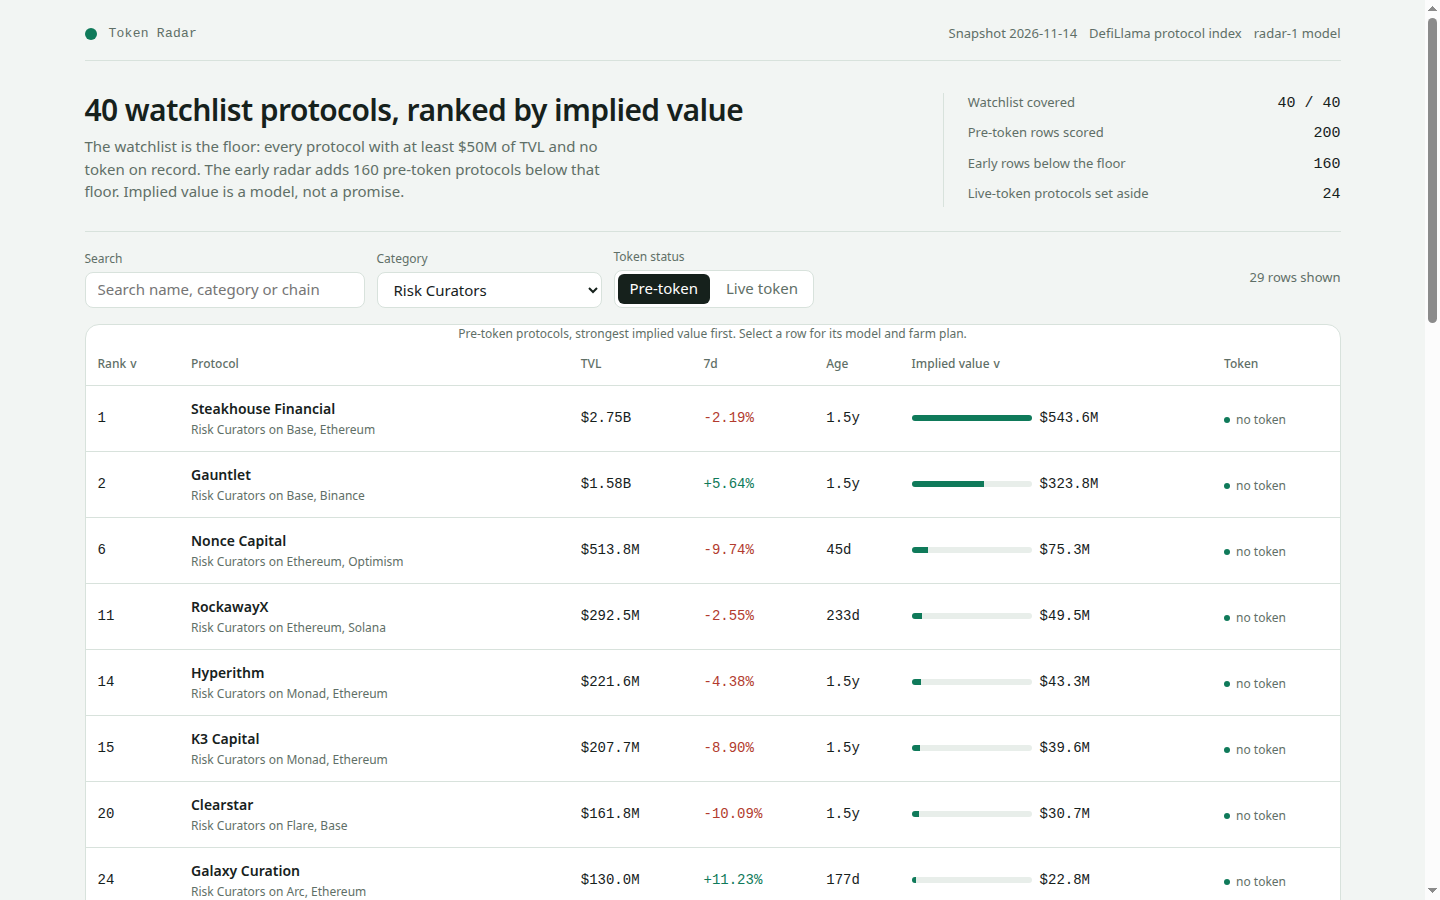 Token Radar
Snapshot 2026-11-14 DefiLlama protocol index radar-1 model
40 watchlist protocols, ranked by implied value
The watchlist is the floor: every protocol with at least $50M of TVL and no
token on record. The early radar adds 160 pre-token protocols below that
floor. Implied value is a model, not a promise.
Watchlist covered 40 / 40
Pre-token rows scored 200
Early rows below the floor 160
Live-token protocols set aside 24
Search
Search name, category or chain
Category
Risk Curators
Token status
Pre-token Live token
29 rows shown
Pre-token protocols, strongest implied value first. Select a row for its model and farm plan.
Rank v Protocol TVL 7d Age Implied value v Token
1 Steakhouse Financial $2.75B -2.19% 1.5y $543.6M no token
Risk Curators on Base, Ethereum
2 Gauntlet $1.58B +5.64% 1.5y $323.8M no token
Risk Curators on Base, Binance
6 Nonce Capital $513.8M -9.74% 45d $75.3M no token
Risk Curators on Ethereum, Optimism
11 RockawayX $292.5M -2.55% 233d $49.5M no token
Risk Curators on Ethereum, Solana
14 Hyperithm $221.6M -4.38% 1.5y $43.3M no token
Risk Curators on Monad, Ethereum
15 K3 Capital $207.7M -8.90% 1.5y $39.6M no token
Risk Curators on Monad, Ethereum
20 Clearstar $161.8M -10.09% 1.5y $30.7M no token
Risk Curators on Flare, Base
24 Galaxy Curation $130.0M +11.23% 177d $22.8M no token
Risk Curators on Arc, Ethereum